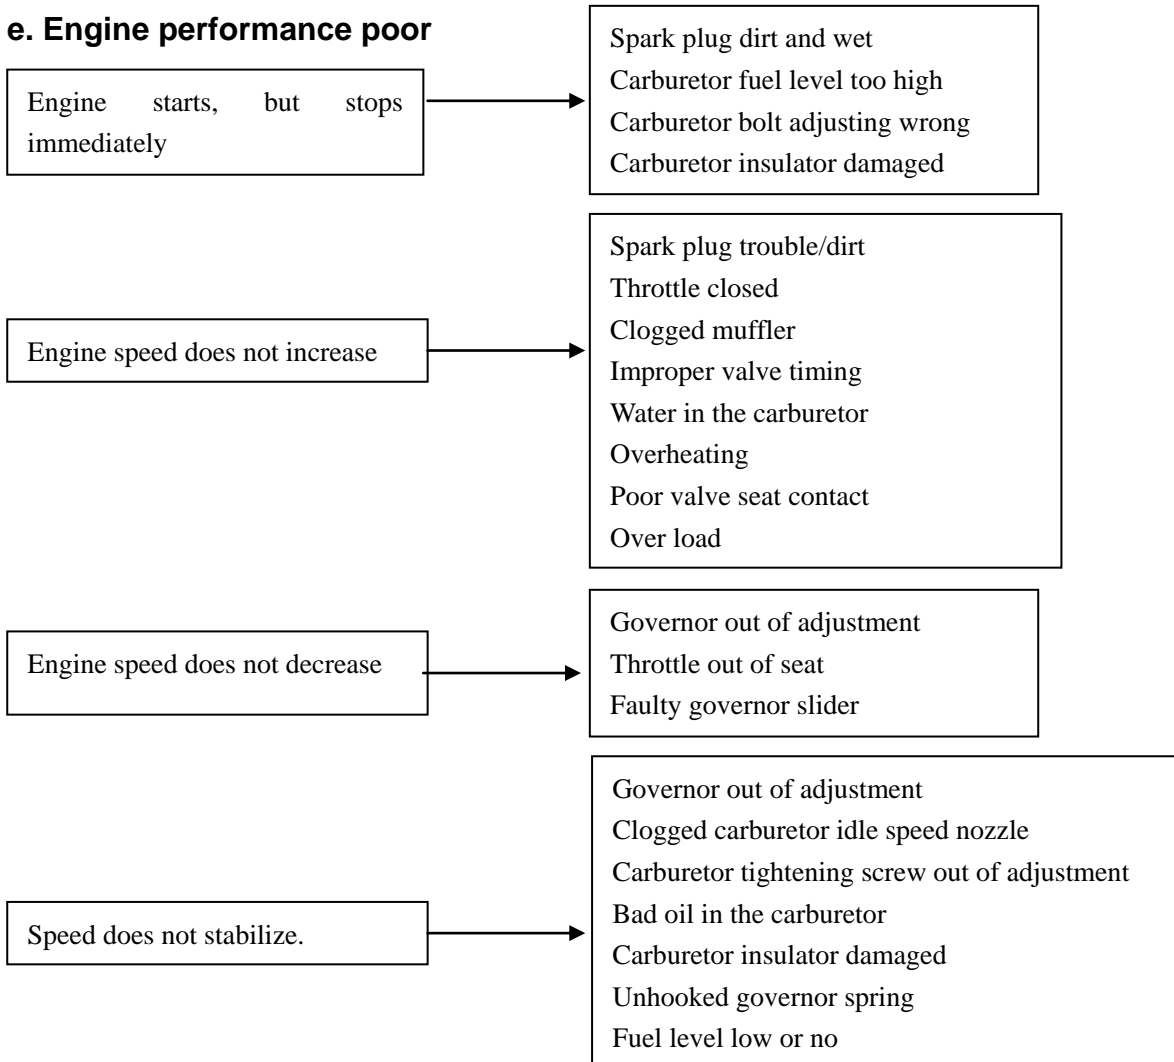 e. Engine performance poor
Engine starts, but stops
immediately
Spark plug dirt and wet
Carburetor fuel level too high
Carburetor bolt adjusting wrong
Carburetor insulator damaged
Engine speed does not increase
Spark plug trouble/dirt
Throttle closed
Clogged muffler
Improper valve timing
Water in the carburetor
Overheating
Poor valve seat contact
Over load
Engine speed does not decrease
Governor out of adjustment
Throttle out of seat
Faulty governor slider
Speed does not stabilize.
Governor out of adjustment
Clogged carburetor idle speed nozzle
Carburetor tightening screw out of adjustment
Bad oil in the carburetor
Carburetor insulator damaged
Unhooked governor spring
Fuel level low or no